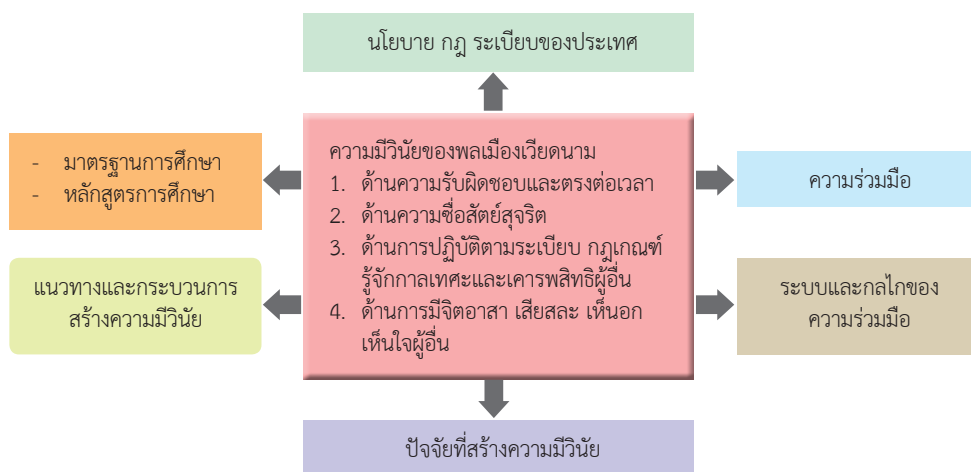 นโยบาย กฎ ระเบียบของประเทศ
- มาตรฐานการศึกษา
- หลักสูตรการศึกษา
แนวทางและกระบวนการ
สร้างความมีวินัย
ความมีวินัยของพลเมืองเวียดนาม
1. ด้านความรับผิดชอบและตรงต่อเวลา
2. ด้านความซื่อสัตย์สุจริต
3. ด้านการปฏิบัติตามระเบียบ กฎเกณฑ์
รู้จักกาลเทศะและเคารพสิทธิผู้อื่น
4. ด้านการมีจิตอาสา เสียสละ เห็นอก
เห็นใจผู้อื่น
ความร่วมมือ
ระบบและกลไกของ
ความร่วมมือ
ปัจจัยที่สร้างความมีวินัย